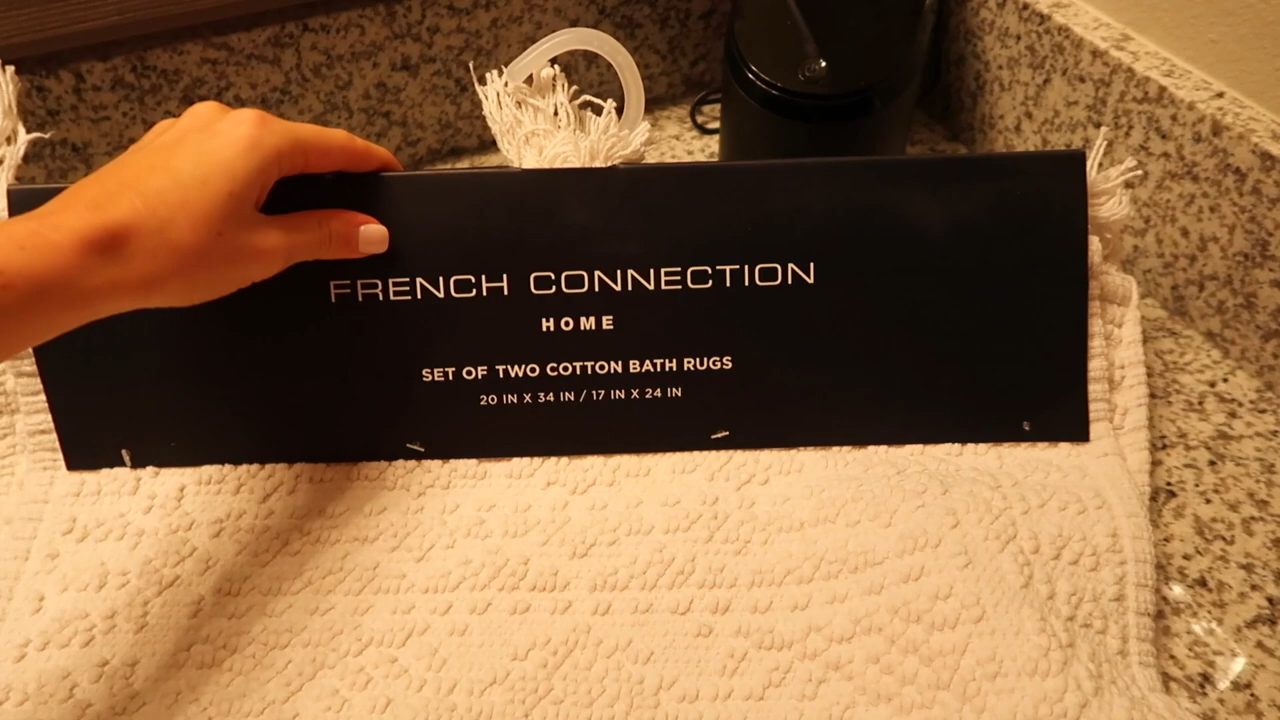 FRENCH CONNECTION
HOME
SET OF TWO COTTON BATH RUGS
20 IN X 34 IN / 17 IN X 24 IN